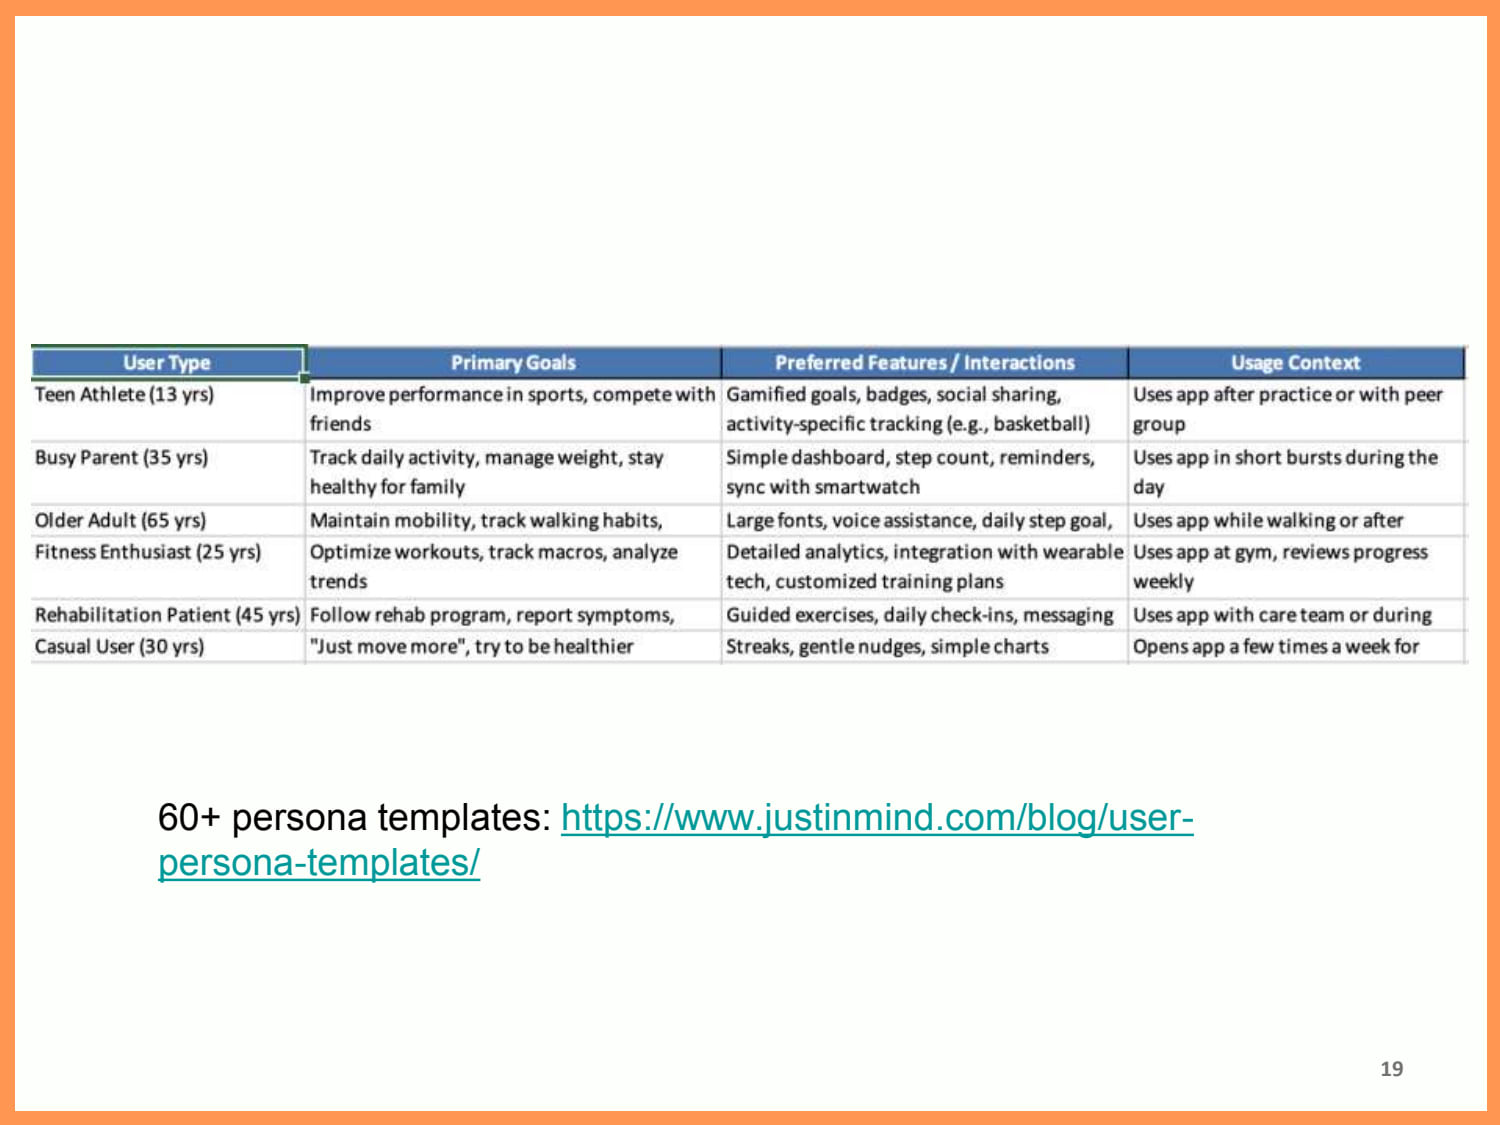 User Type Primary Goals Preferred Features / Interactions Usage Context
Teen Athlete (13 yrs) Improve performance in sports, compete with friends Gamified goals, badges, social sharing, activity-specific tracking (e.g., basketball) Uses app after practice or with peer group
Busy Parent (35 yrs) Track daily activity, manage weight, stay healthy for family Simple dashboard, step count, reminders, sync with smartwatch Uses app in short bursts during the day
Older Adult (65 yrs) Maintain mobility, track walking habits, Large fonts, voice assistance, daily step goal, Uses app while walking or after
Fitness Enthusiast (25 yrs) Optimize workouts, track macros, analyze trends Detailed analytics, integration with wearable tech, customized training plans Uses app at gym, reviews progress weekly
Rehabilitation Patient (45 yrs) Follow rehab program, report symptoms, Guided exercises, daily check-ins, messaging Uses app with care team or during
Casual User (30 yrs) "Just move more", try to be healthier Streaks, gentle nudges, simple charts Opens app a few times a week for
60+ persona templates: https://www.justinmind.com/blog/user-
persona-templates/
19